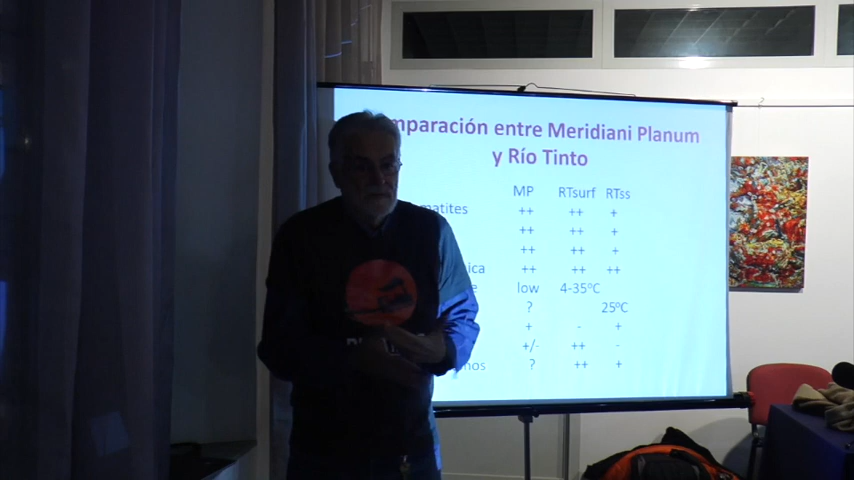 mparación entre Meridiani Planum
y Río Tinto
MP RTsurf RTss
matites ++ ++ +
++ ++ +
++ ++ +
ica ++ ++ ++
e low 4-35ºC
? 25ºC
+ - +
+/- ++ -
nos ? ++ +